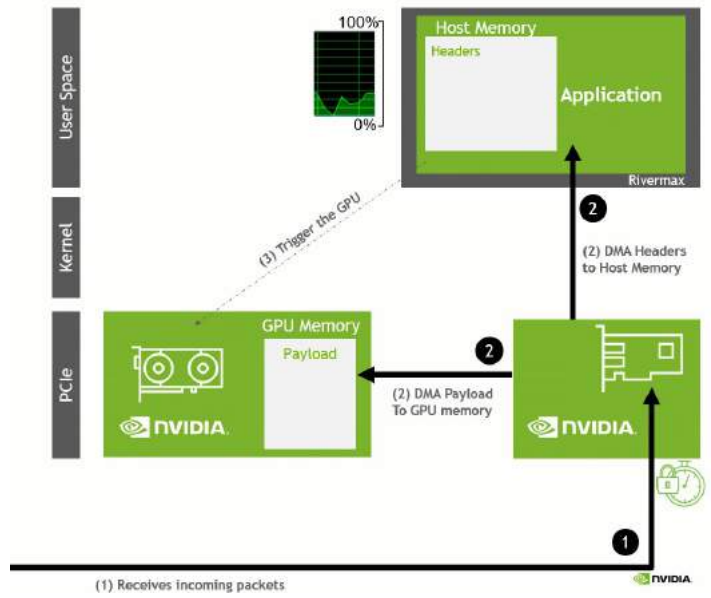 100%
0%
Host Memory
Headers
Application
Rivermax
User Space
Kernel
PCIe
2
(2) DMA Headers
to Host Memory
(3) Trigger the GPU
GPU Memory
Payload
NVIDIA.
2
(2) DMA Payload
To GPU memory
NVIDIA.
1
(1) Receives incoming packets
NVIDIA.